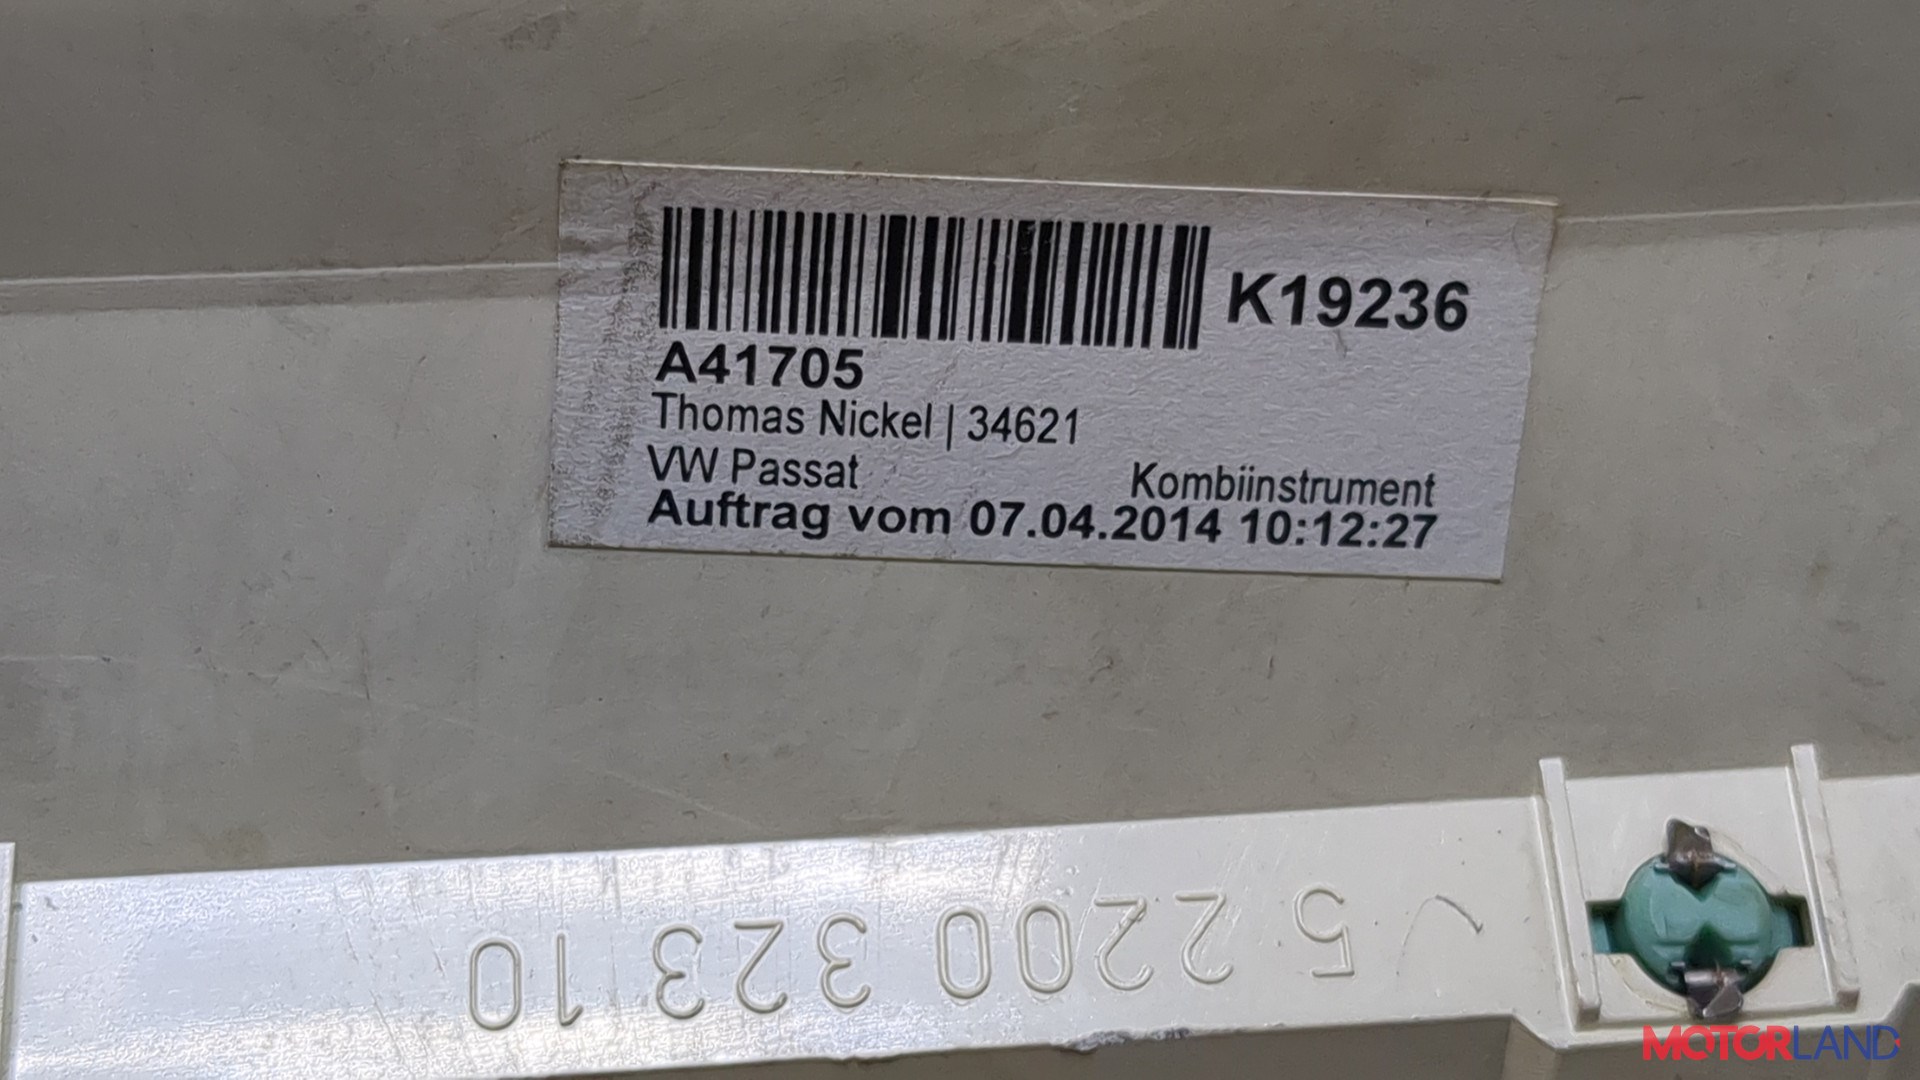 K19236
A41705
Thomas Nickel | 34621
VW Passat Kombiinstrument
Auftrag vom 07.04.2014 10:12:27
5 2200 323 10
MOTORLAND